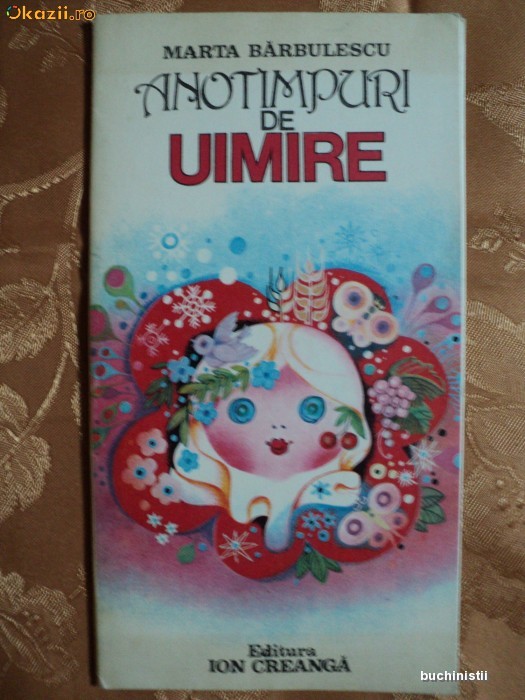 Okazii.ro
MARTA BĂRBULESCU
ANOTIMPURI
DE
UIMIRE
Editura
ION CREANGĂ
buchinistii